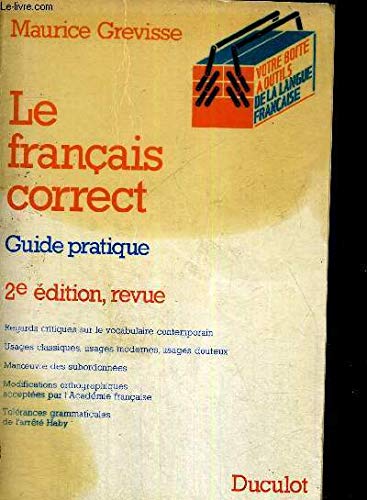 Le-livre.com
Maurice Grevisse
VOTRE BOITE
A OUTILS
DE LA LANGUE
FRANÇAISE
Le
français
correct
Guide pratique
2e édition, revue
Regards critiques sur le vocabulaire contemporain
Usages classiques, usages modernes, usages douteux
Manœuvre des subordonnées
Modifications orthographiques
acceptées par l'Académie française
Tolérances grammaticales
de l'arrêté Haby
Duculot